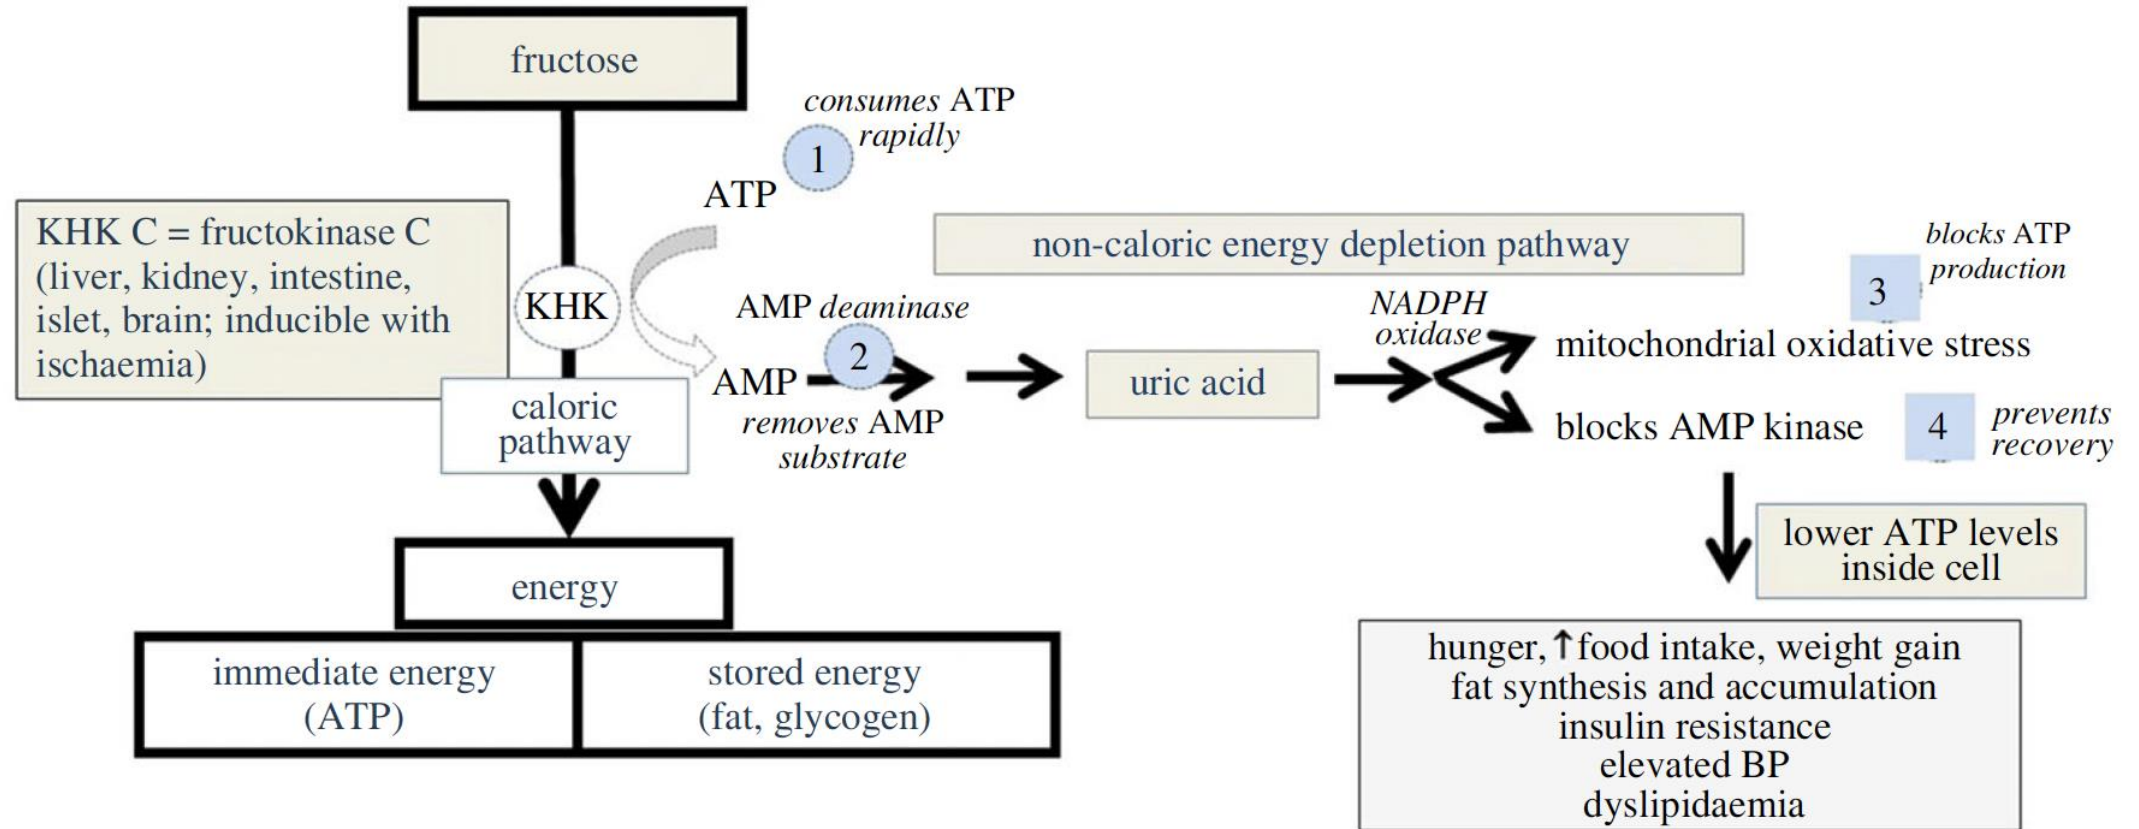 fructose
consumes ATP
rapidly
1
ATP
KHK C = fructokinase C
(liver, kidney, intestine,
islet, brain; inducible with
ischaemia)
KHK
non-caloric energy depletion pathway
blocks ATP
production
3
AMP deaminase
2
AMP
removes AMP
substrate
uric acid
NADPH
oxidase
mitochondrial oxidative stress
blocks AMP kinase
4
prevents
recovery
caloric
pathway
lower ATP levels
inside cell
energy
immediate energy
(ATP)
stored energy
(fat, glycogen)
hunger, ↑food intake, weight gain
fat synthesis and accumulation
insulin resistance
elevated BP
dyslipidaemia